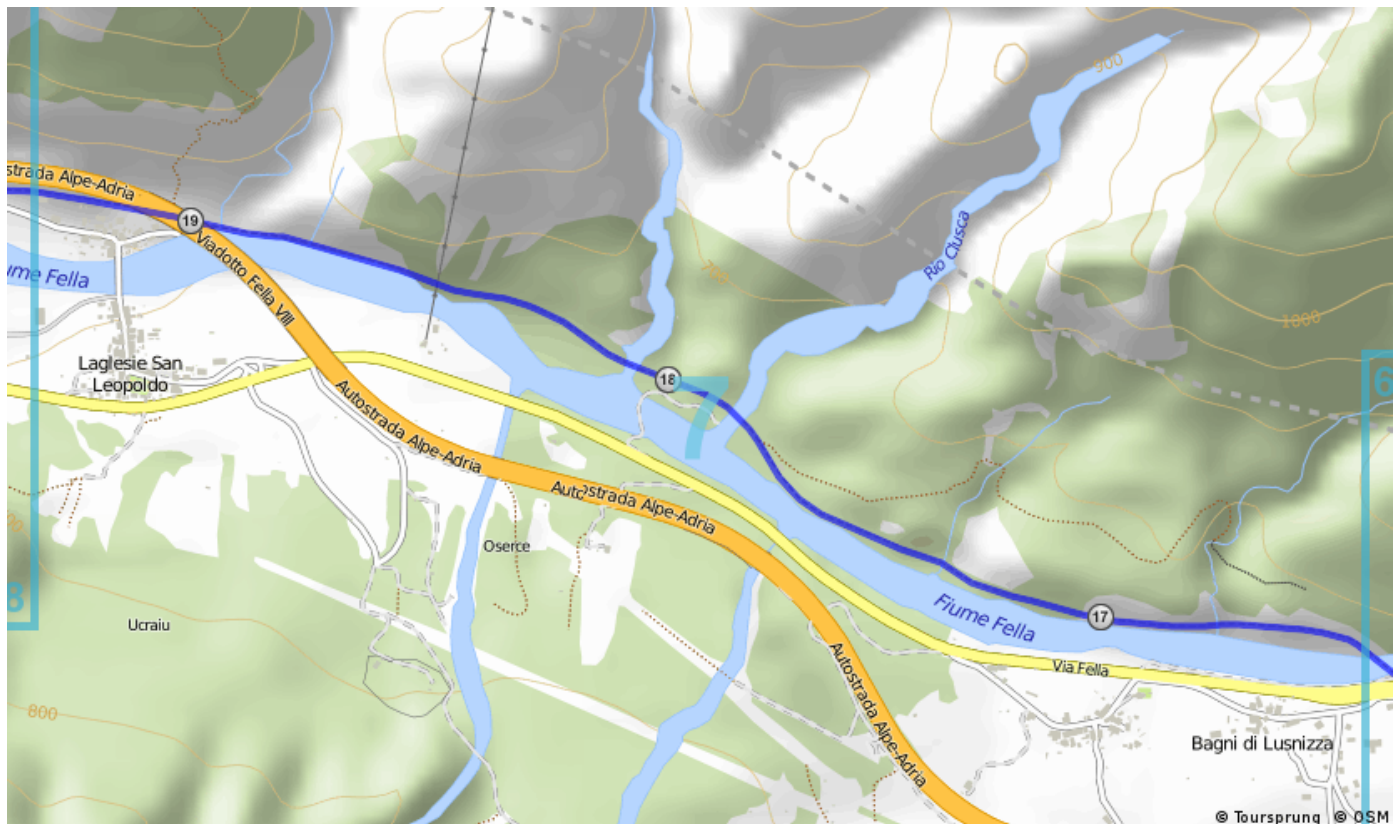 900
strada Alpe-Adria
19
Viadotto Fella VIII
Rio Clusca
ume Fella
700
1000
Laglesie San
Leopoldo
18
7
6
Autostrada Alpe-Adria
Autostrada Alpe-Adria
Oserce
8
Ucraiu
Fiume Fella
17
Via Fella
Autostrada Alpe-Adria
800
Bagni di Lusnizza
© Toursprung © OSM